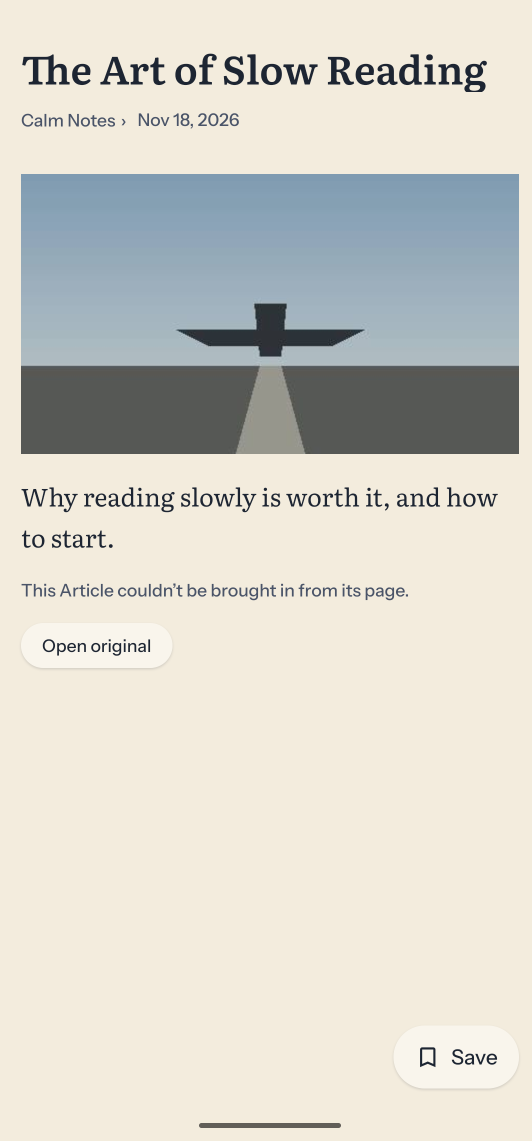 The Art of Slow Reading
Calm Notes › Nov 18, 2026
Why reading slowly is worth it, and how
to start.
This Article couldn’t be brought in from its page.
Open original
Save